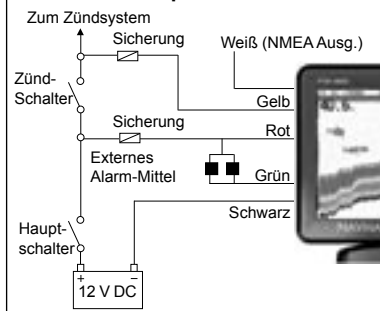 Zum Zündsystem
Sicherung
Weiß (NMEA Ausg.)
Zünd-
Schalter
Gelb
Sicherung
Rot
Externes
Alarm-Mittel
Grün
Schwarz
Haupt-
schalter
+ –
12 V DC